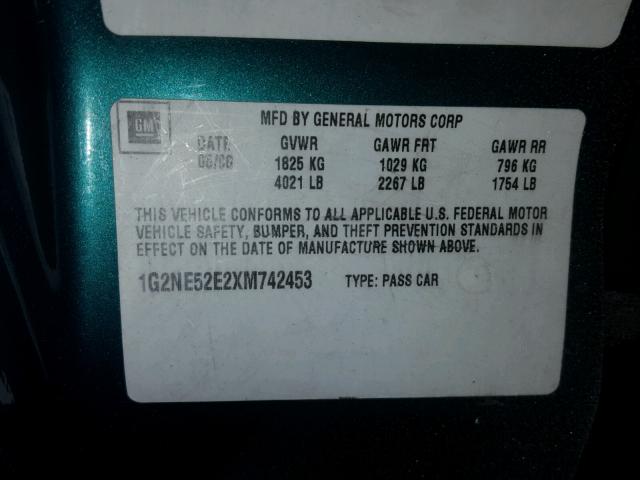 GM
MFD BY GENERAL MOTORS CORP
DATE GVWR GAWR FRT GAWR RR
1825 KG 1029 KG 796 KG
4021 LB 2267 LB 1754 LB
THIS VEHICLE CONFORMS TO ALL APPLICABLE U.S. FEDERAL MOTOR
VEHICLE SAFETY, BUMPER, AND THEFT PREVENTION STANDARDS IN
EFFECT ON THE DATE OF MANUFACTURE SHOWN ABOVE.
1G2NE52E2XM742453 TYPE: PASS CAR